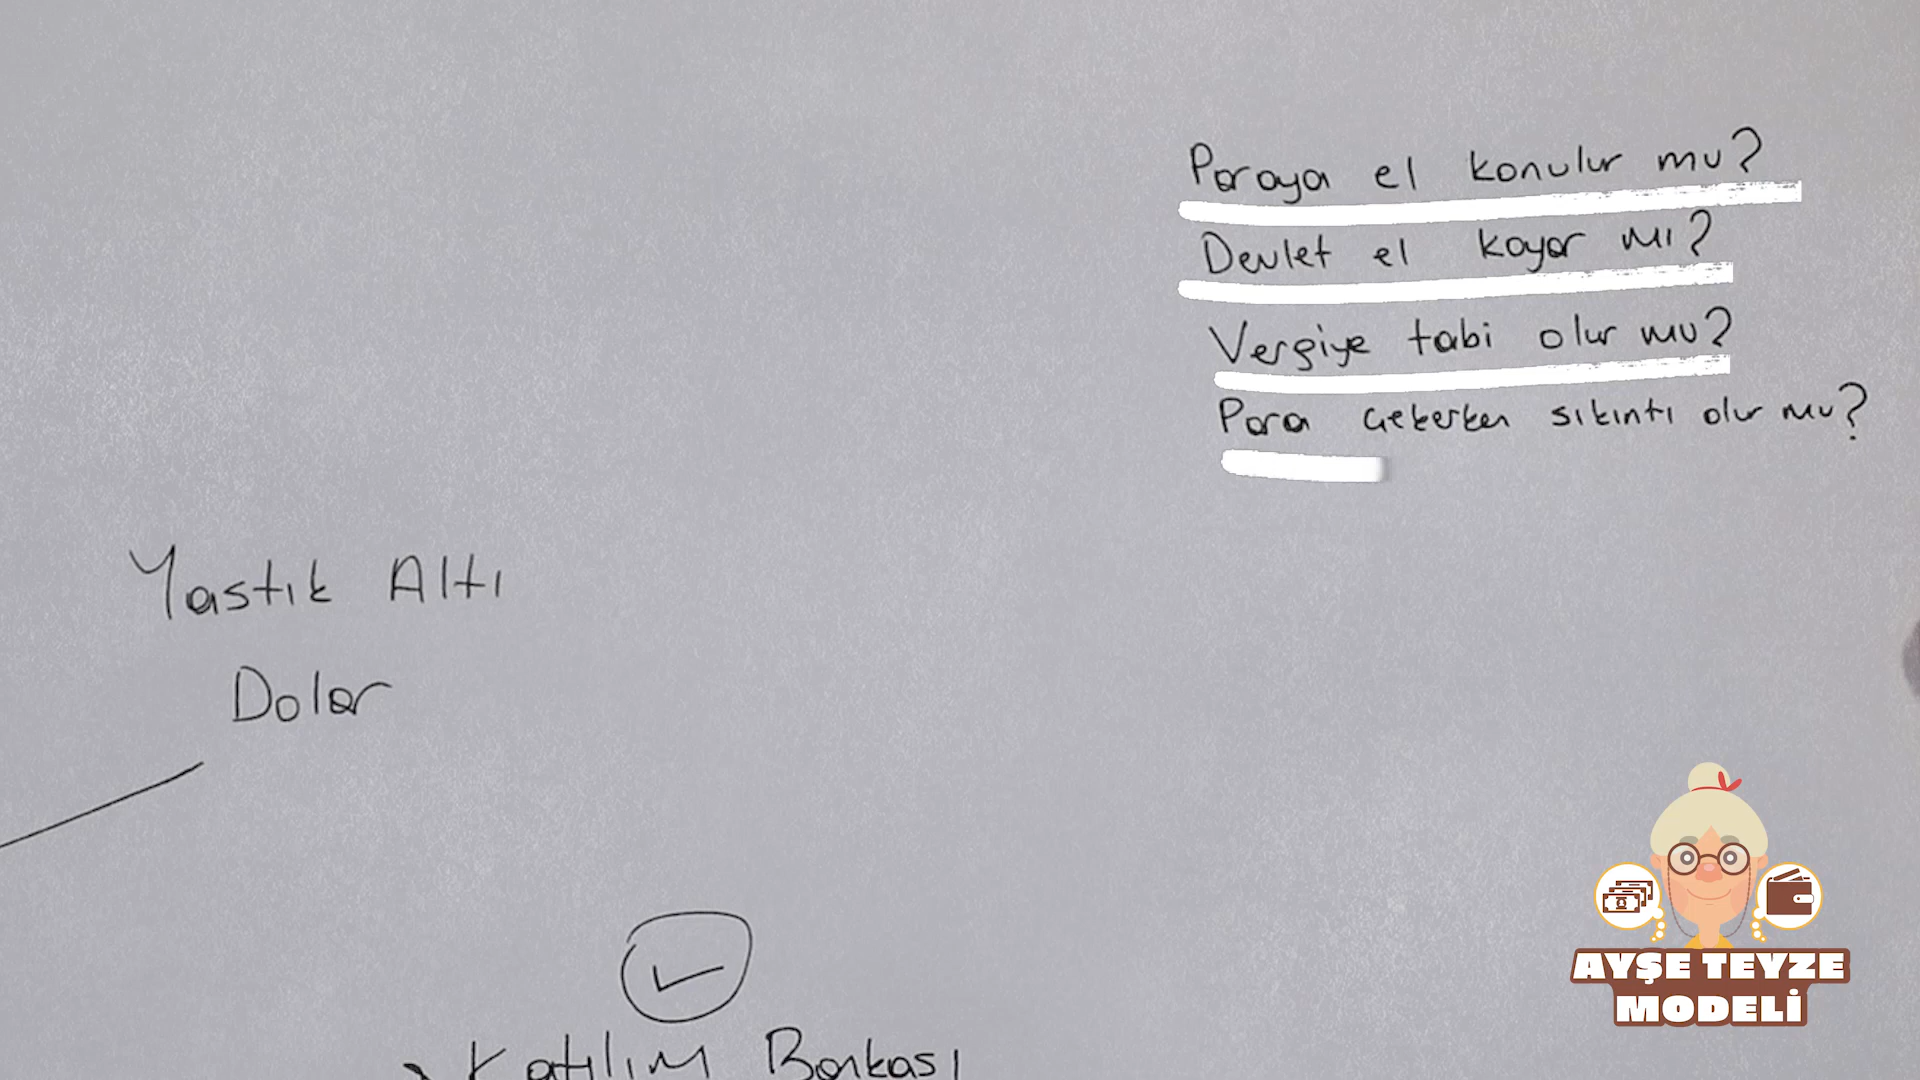 Paraya el konulur mu?
Devlet el koyar mı?
Vergiye tabi olur mu?
Para çekerken sıkıntı olur mu?
Yastık Altı
Dolar
Katılım Bankası
AYŞE TEYZE
MODELİ